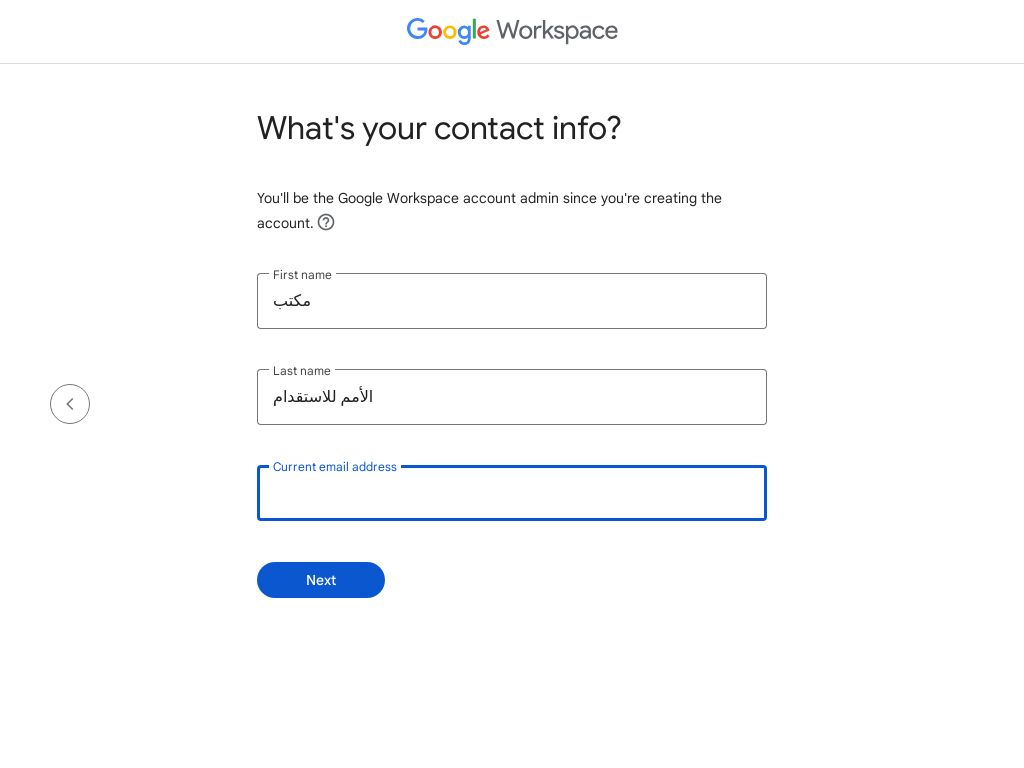 Google Workspace
What's your contact info?
You'll be the Google Workspace account admin since you're creating the
account.
First name
مكتب
Last name
الأمم للاستقدام
Current email address
Next